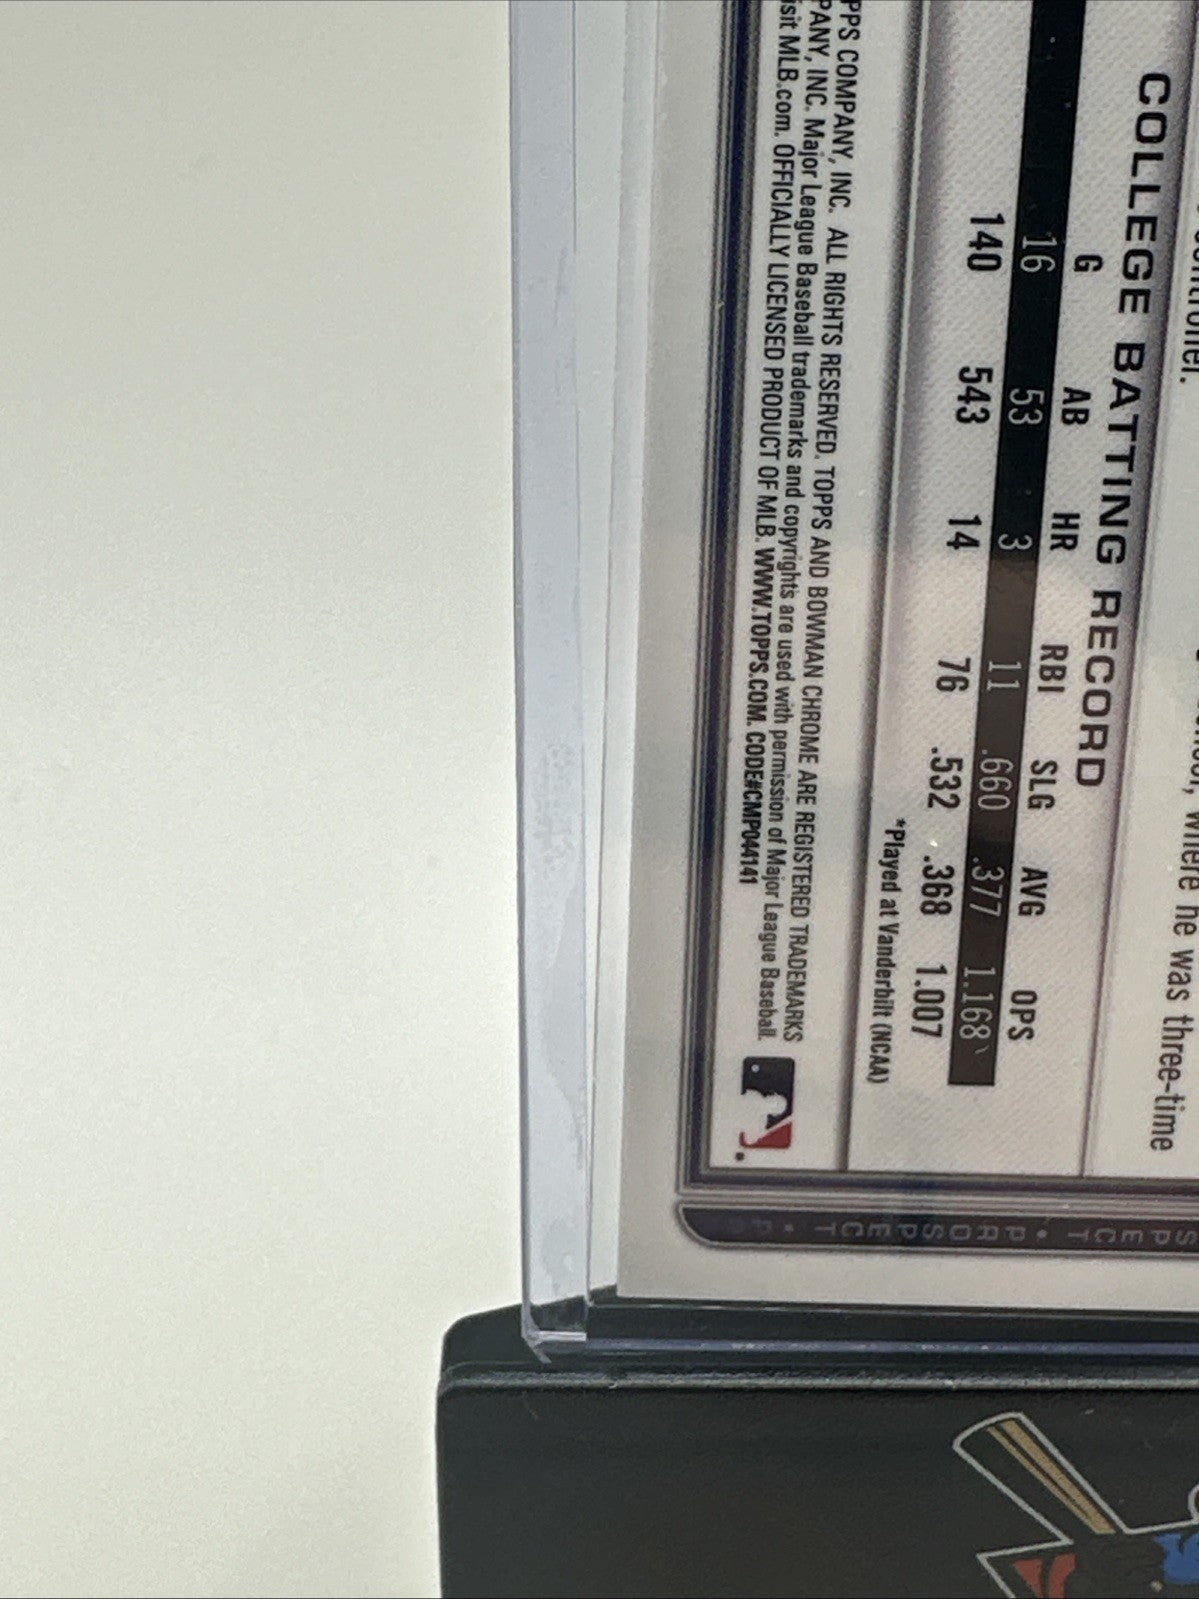 controller.
where he was three-time
COLLEGE BATTING RECORD
G AB HR RBI SLG AVG OPS
16 53 3 11 .660 .377 1.168
140 543 14 76 .532 .368 1.007
*Played at Vanderbilt (NCAA)
PPS COMPANY, INC. ALL RIGHTS RESERVED. TOPPS AND BOWMAN CHROME ARE REGISTERED TRADEMARKS
PANY, INC. Major League Baseball trademarks and copyrights are used with permission of Major League Baseball.
isit MLB.com. OFFICIALLY LICENSED PRODUCT OF MLB. WWW.TOPPS.COM. CODE#CMP044141
PROSPECT